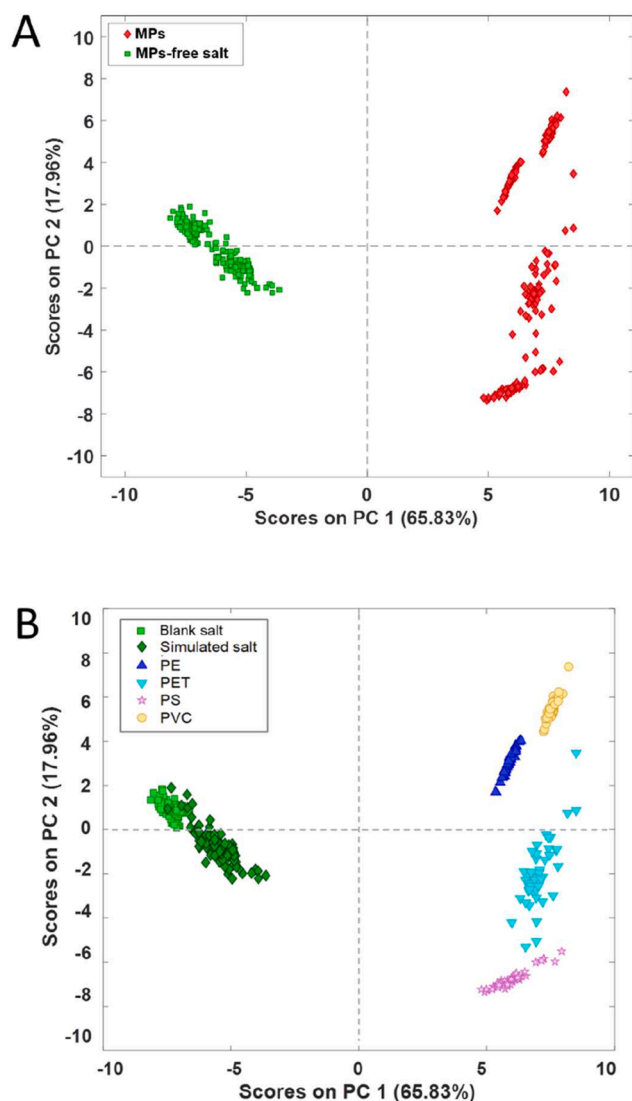 A
MPs
MPs-free salt
10
8
6
4
2
0
-2
-4
-6
-8
-10
Scores on PC 2 (17.96%)
-10
-5
0
5
10
Scores on PC 1 (65.83%)
B
Blank salt
Simulated salt
PE
PET
PS
PVC
10
8
6
4
2
0
-2
-4
-6
-8
-10
Scores on PC 2 (17.96%)
-10
-5
0
5
10
Scores on PC 1 (65.83%)